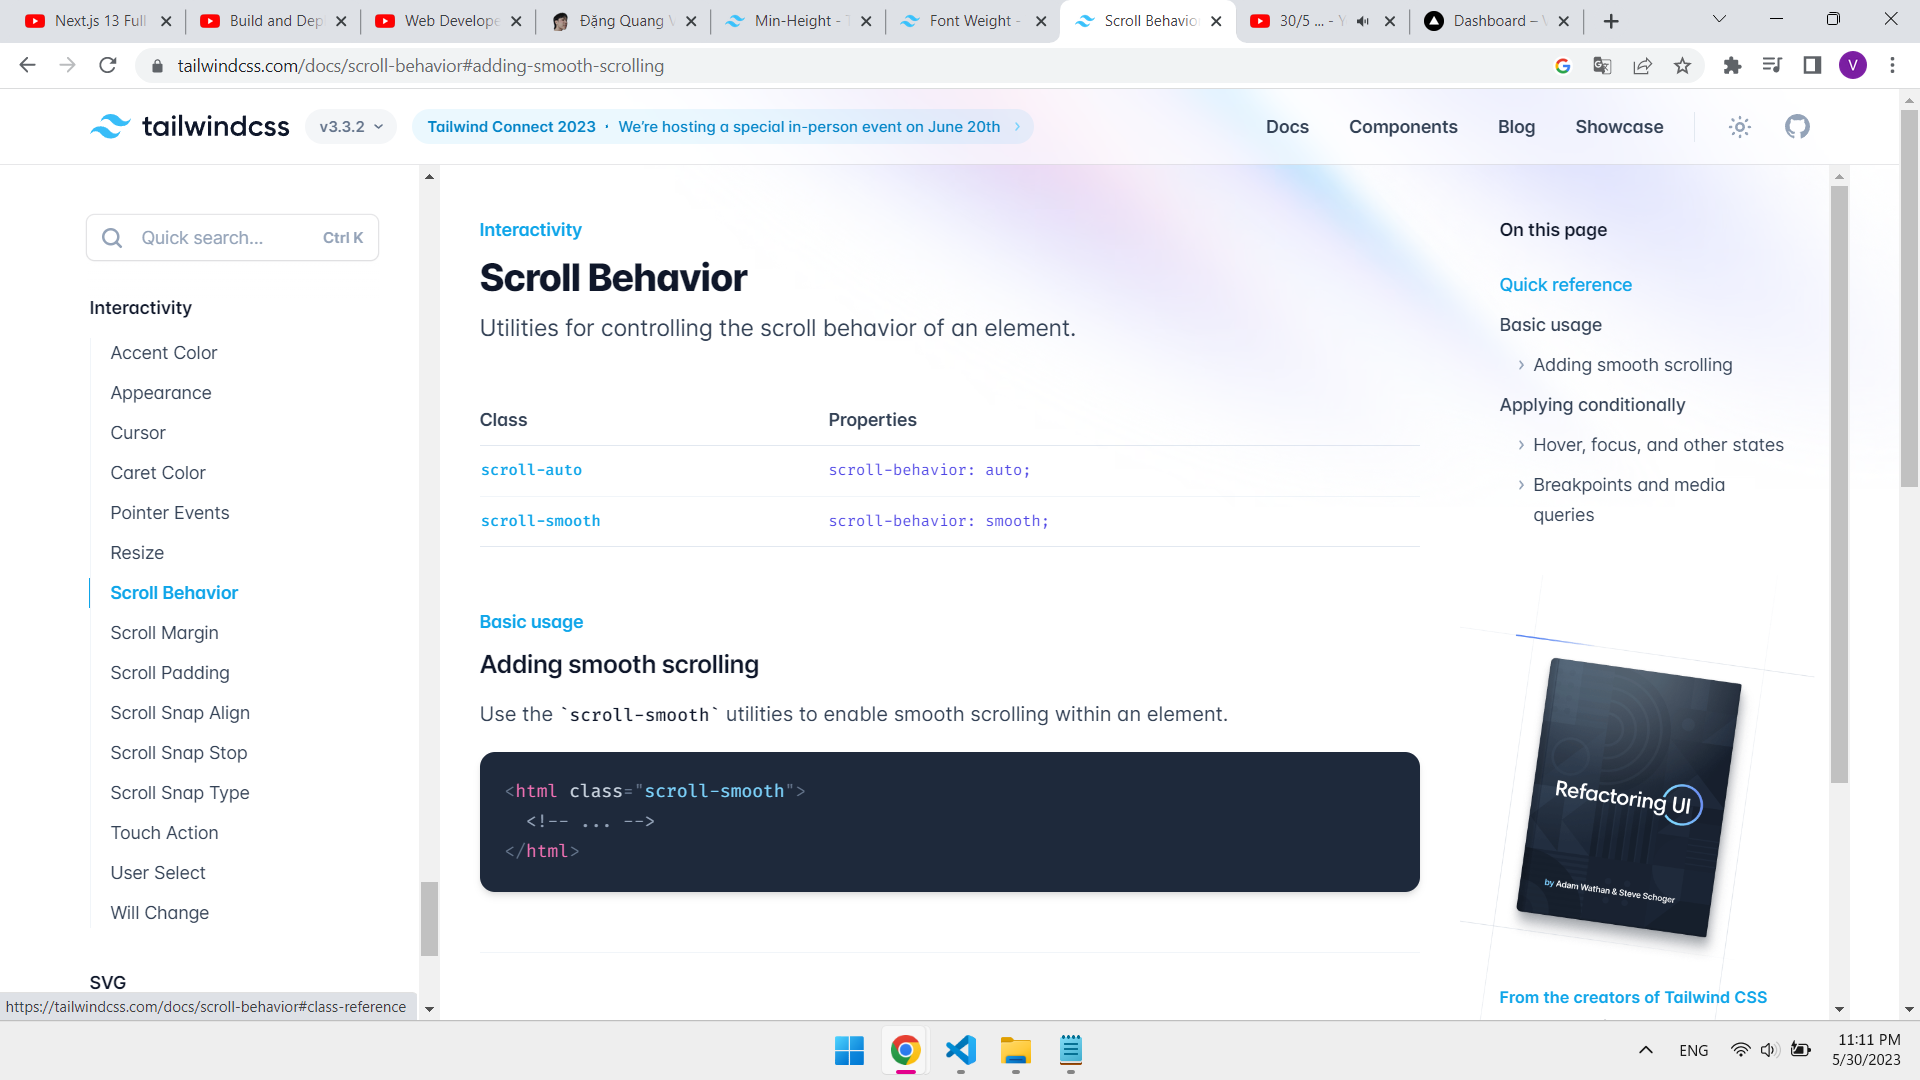 Next.js 13 Full
Build and Dep
Web Develope
Đặng Quang V
Min-Height - T
Font Weight -
Scroll Behavio
30/5 ... - Y
Dashboard – V
tailwindcss.com/docs/scroll-behavior#adding-smooth-scrolling
V
tailwindcss
v3.3.2
Tailwind Connect 2023 · We're hosting a special in-person event on June 20th
Docs
Components
Blog
Showcase
Quick search...
Ctrl K
Interactivity
Accent Color
Appearance
Cursor
Caret Color
Pointer Events
Resize
Scroll Behavior
Scroll Margin
Scroll Padding
Scroll Snap Align
Scroll Snap Stop
Scroll Snap Type
Touch Action
User Select
Will Change
SVG
https://tailwindcss.com/docs/scroll-behavior#class-reference
Interactivity
Scroll Behavior
Utilities for controlling the scroll behavior of an element.
Class Properties
scroll-auto scroll-behavior: auto;
scroll-smooth scroll-behavior: smooth;
Basic usage
Adding smooth scrolling
Use the `scroll-smooth` utilities to enable smooth scrolling within an element.
<html class="scroll-smooth">
<!-- ... -->
</html>
On this page
Quick reference
Basic usage
Adding smooth scrolling
Applying conditionally
Hover, focus, and other states
Breakpoints and media
queries
Refactoring UI
by Adam Wathan & Steve Schoger
From the creators of Tailwind CSS
ENG
11:11 PM
5/30/2023